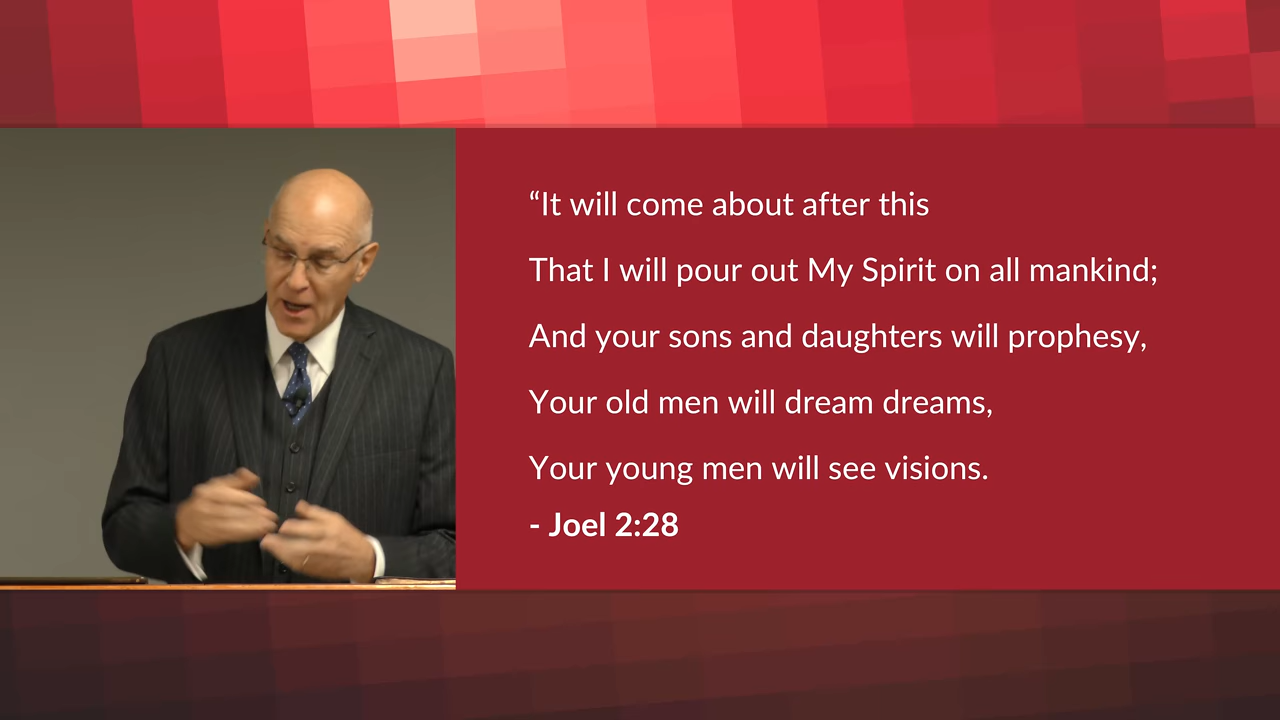 “It will come about after this
That I will pour out My Spirit on all mankind;
And your sons and daughters will prophesy,
Your old men will dream dreams,
Your young men will see visions.
- Joel 2:28